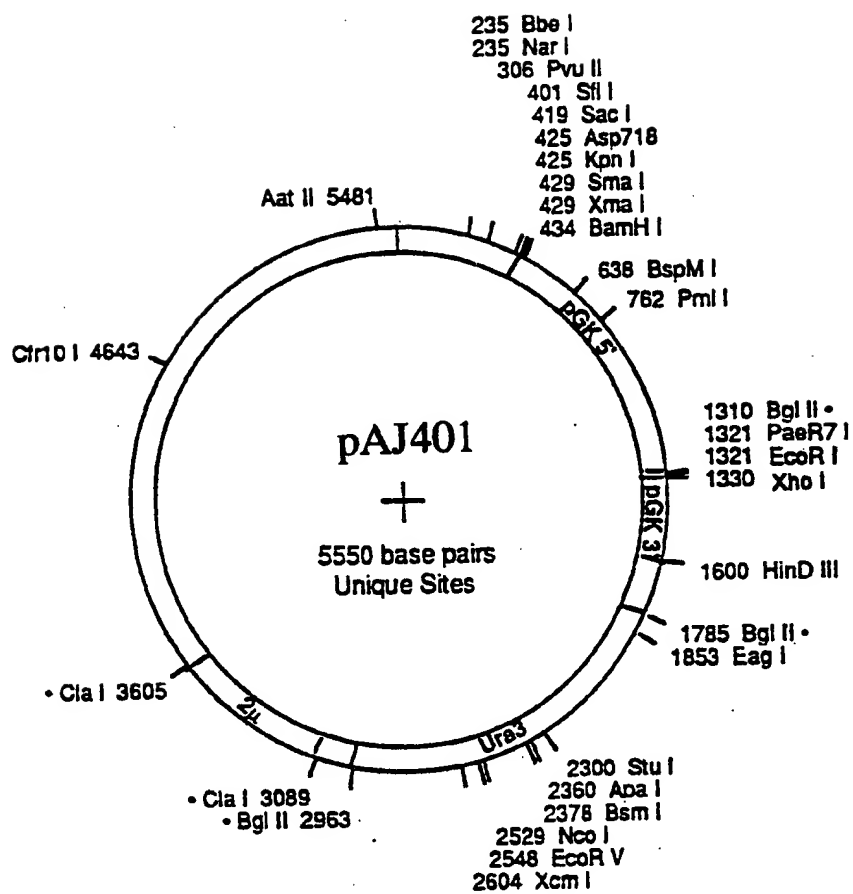 235 Bbe I
235 Nar I
306 Pvu II
401 Sfi I
419 Sac I
425 Asp718
425 Kpn I
429 Sma I
429 Xma I
434 BamH I
Aat II 5481
638 BspM I
762 Pml I
pGK 5'
Cfr10 I 4643
pAJ401
5550 base pairs
Unique Sites
1310 Bgl II •
1321 PaeR7 I
1321 EcoR I
1330 Xho I
pGK 3'
1600 HinD III
1785 Bgl II •
1853 Eag I
• Cla I 3605
2μ
Ura3
• Cla I 3089
• Bgl II 2963
2300 Stu I
2360 Apa I
2378 Bsm I
2529 Nco I
2548 EcoR V
2604 Xcm I